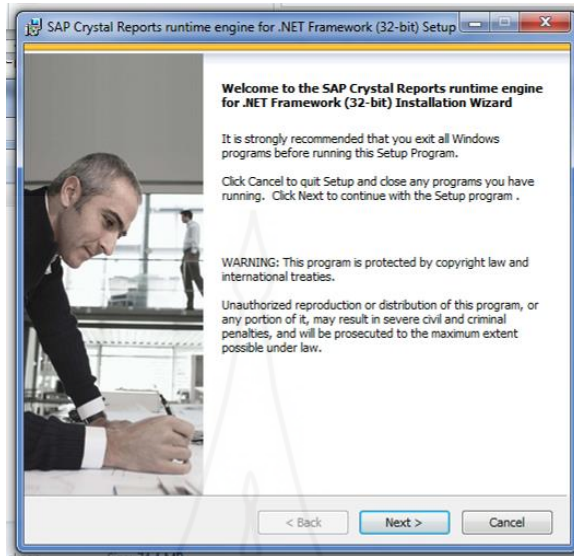 SAP Crystal Reports runtime engine for .NET Framework (32-bit) Setup
Welcome to the SAP Crystal Reports runtime engine
for .NET Framework (32-bit) Installation Wizard
It is strongly recommended that you exit all Windows
programs before running this Setup Program.
Click Cancel to quit Setup and close any programs you have
running. Click Next to continue with the Setup program .
WARNING: This program is protected by copyright law and
international treaties.
Unauthorized reproduction or distribution of this program, or
any portion of it, may result in severe civil and criminal
penalties, and will be prosecuted to the maximum extent
possible under law.
< Back Next > Cancel